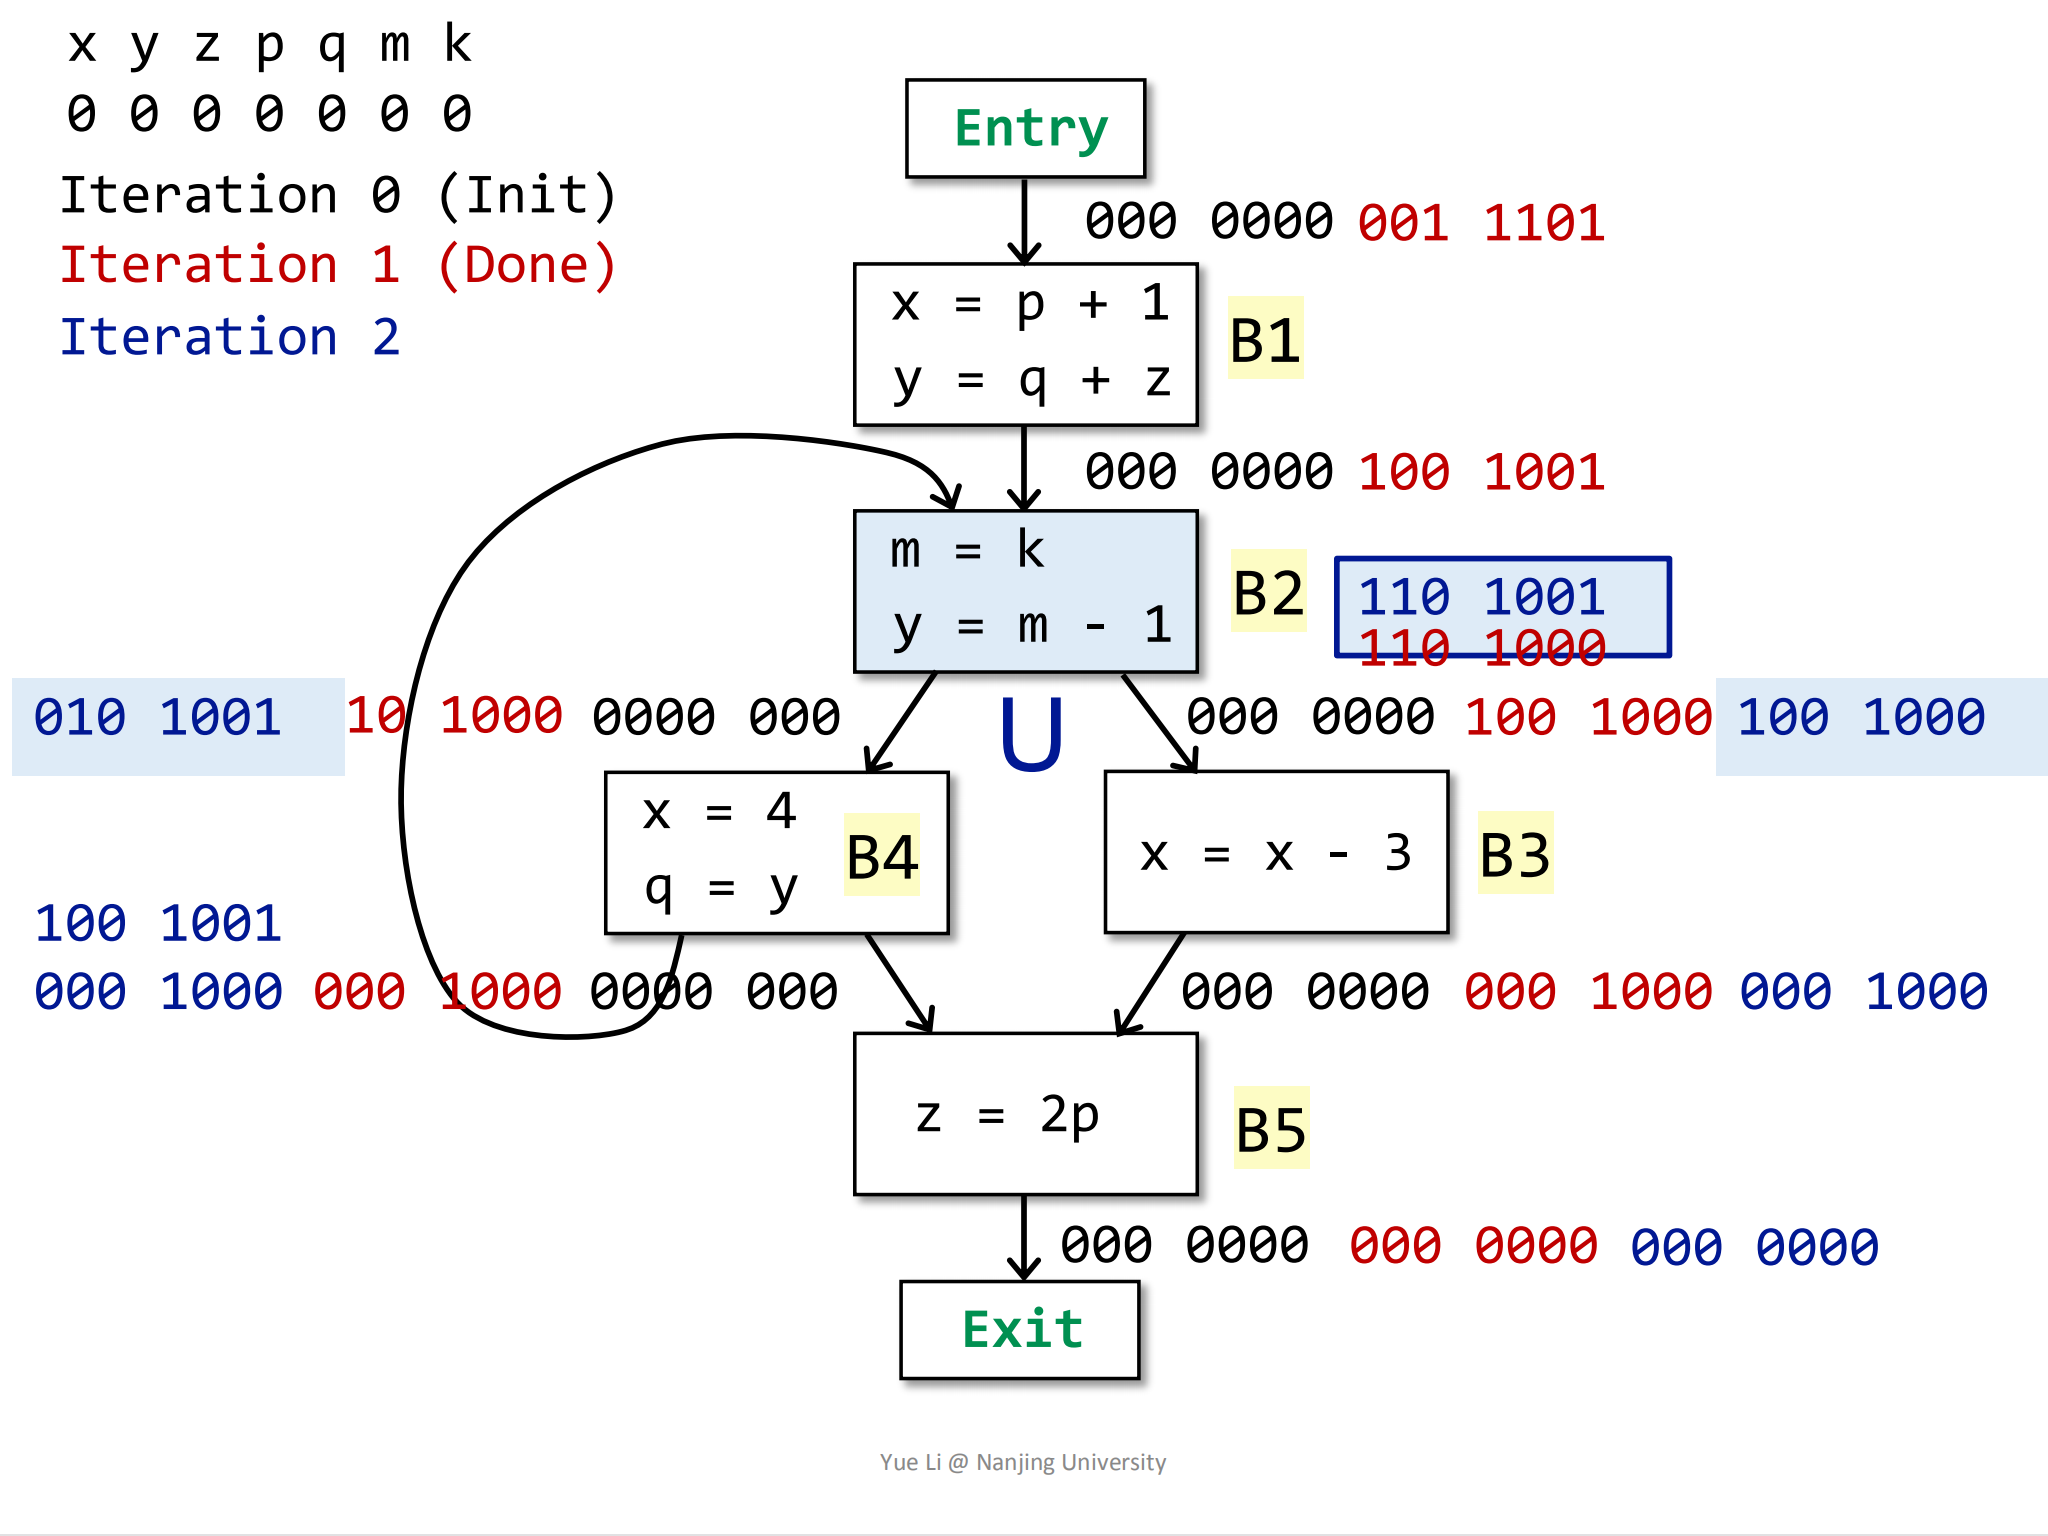 x y z p q m k
0 0 0 0 0 0 0
Iteration 0 (Init)
Iteration 1 (Done)
Iteration 2
Entry
000 0000 001 1101
x = p + 1
y = q + z
B1
000 0000 100 1001
m = k
y = m - 1
B2
110 1001
110 1000
010 1001 10 1000 0000 000
U
000 0000 100 1000 100 1000
x = 4
q = y
B4
x = x - 3
B3
100 1001
000 1000 000 1000 0000 000
000 0000 000 1000 000 1000
z = 2p
B5
000 0000 000 0000 000 0000
Exit
Yue Li @ Nanjing University